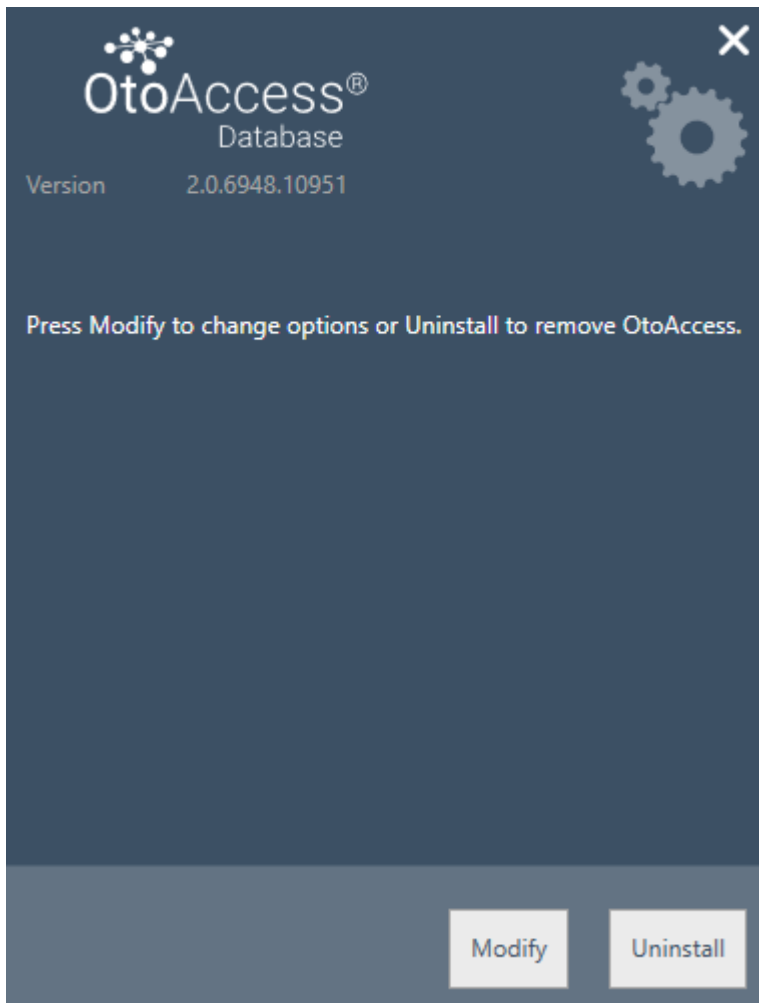 OtoAccess®
Database
Version 2.0.6948.10951
Press Modify to change options or Uninstall to remove OtoAccess.
Modify Uninstall